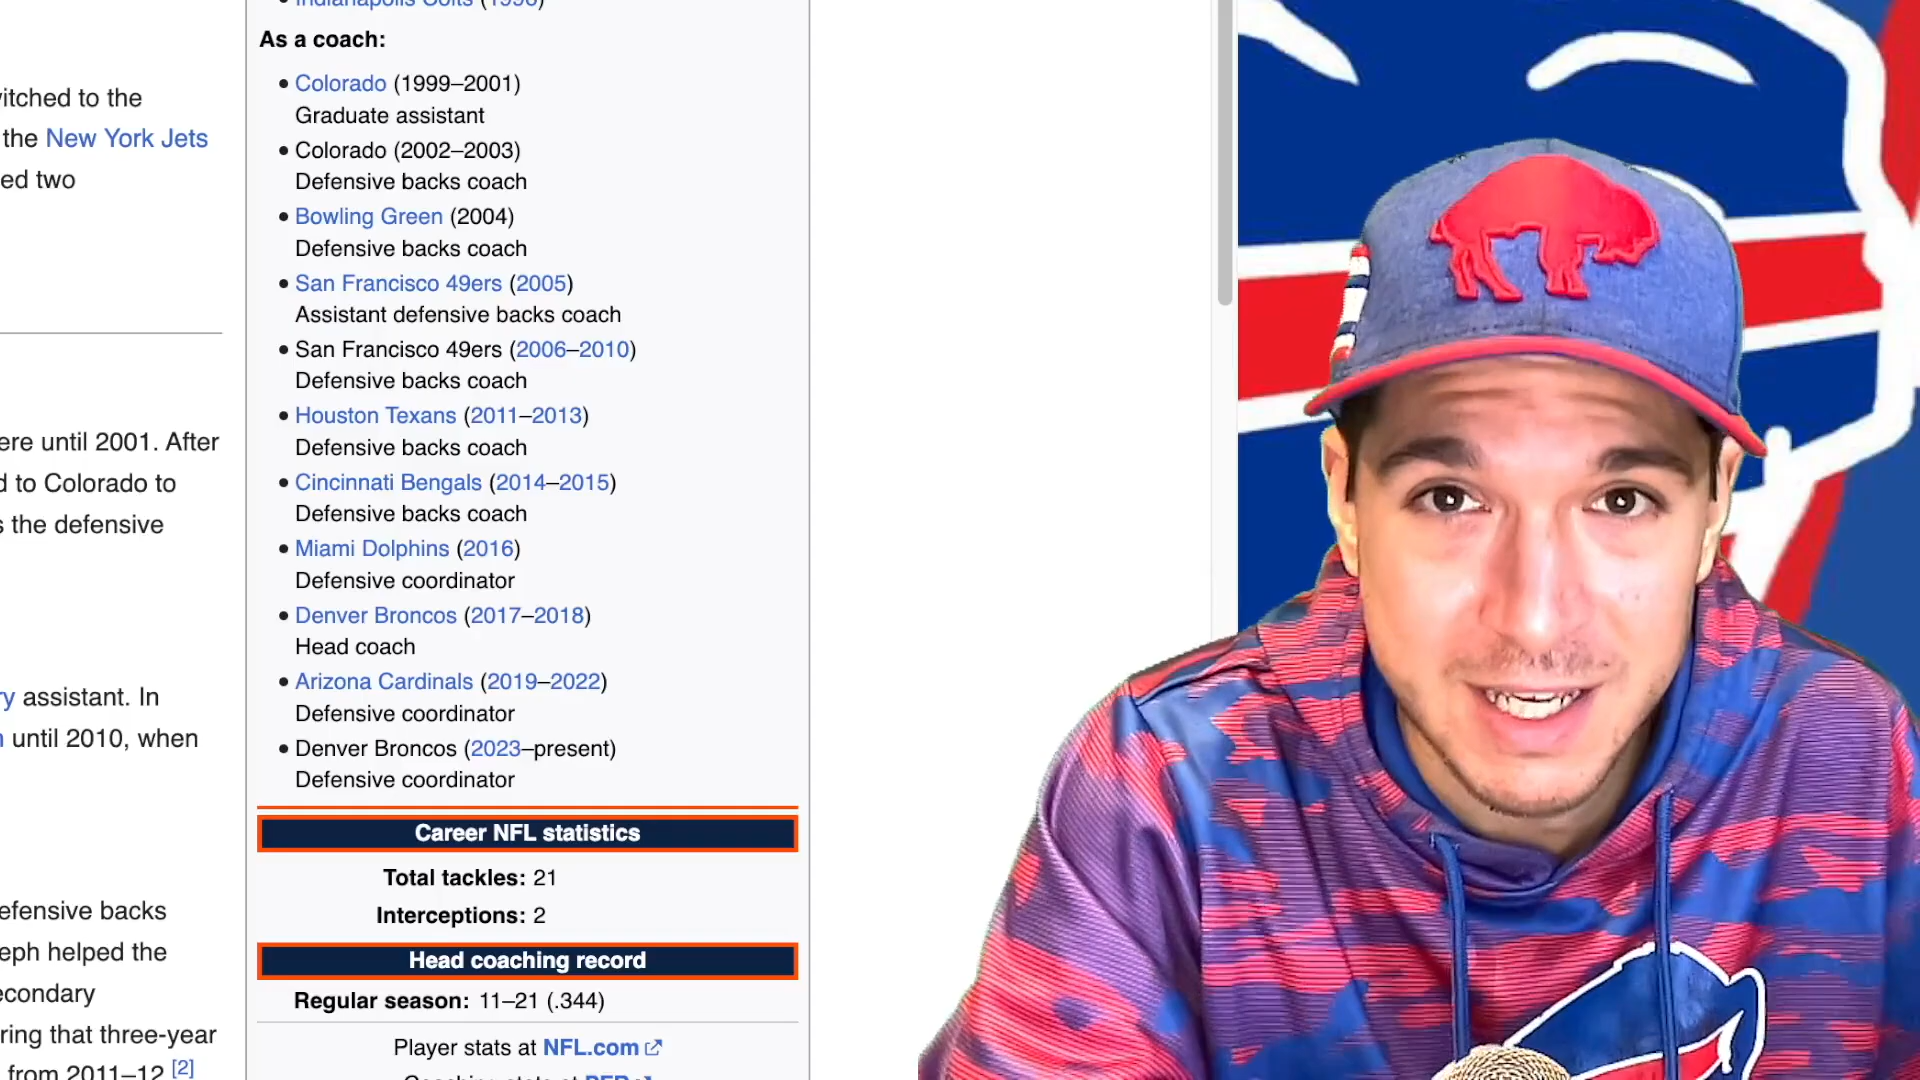 Indianapolis Colts (1996)
As a coach:
• Colorado (1999–2001)
Graduate assistant
• Colorado (2002–2003)
Defensive backs coach
• Bowling Green (2004)
Defensive backs coach
• San Francisco 49ers (2005)
Assistant defensive backs coach
• San Francisco 49ers (2006–2010)
Defensive backs coach
• Houston Texans (2011–2013)
Defensive backs coach
• Cincinnati Bengals (2014–2015)
Defensive backs coach
• Miami Dolphins (2016)
Defensive coordinator
• Denver Broncos (2017–2018)
Head coach
• Arizona Cardinals (2019–2022)
Defensive coordinator
• Denver Broncos (2023–present)
Defensive coordinator
Career NFL statistics
Total tackles: 21
Interceptions: 2
Head coaching record
Regular season: 11–21 (.344)
Player stats at NFL.com
itched to the
the New York Jets
ed two
ere until 2001. After
d to Colorado to
s the defensive
ry assistant. In
n until 2010, when
efensive backs
eph helped the
econdary
ring that three-year
from 2011–12.[2]